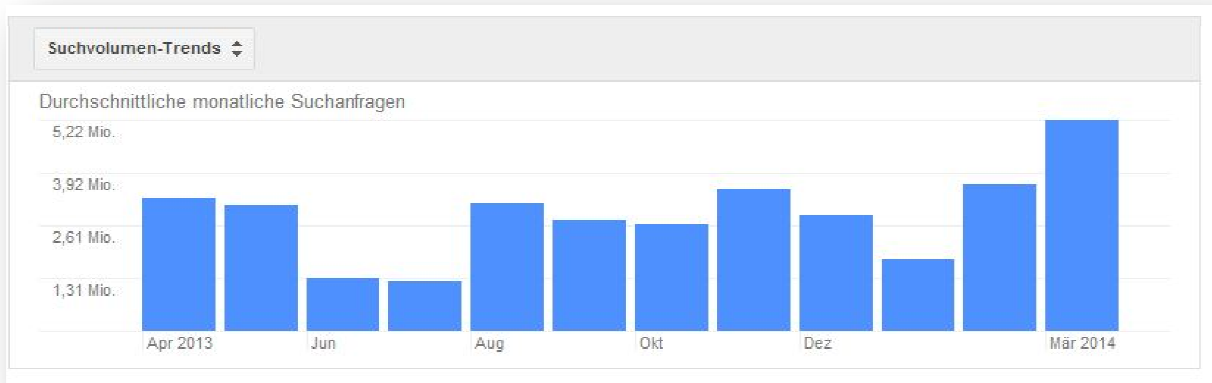 Suchvolumen-Trends
Durchschnittliche monatliche Suchanfragen
5,22 Mio.
3,92 Mio.
2,61 Mio.
1,31 Mio.
Apr 2013 Jun Aug Okt Dez Mär 2014